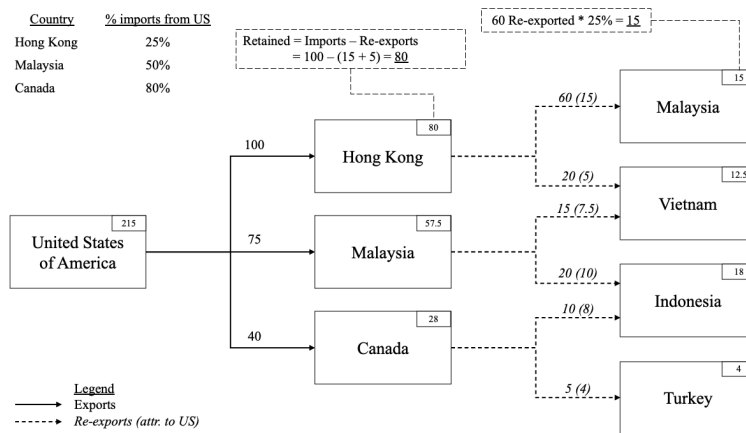 Country % imports from US
Hong Kong 25%
Malaysia 50%
Canada 80%
Retained = Imports – Re-exports
= 100 – (15 + 5) = 80
60 Re-exported * 25% = 15
215
United States
of America
100
75
40
80
Hong Kong
57.5
Malaysia
28
Canada
60 (15)
20 (5)
15 (7.5)
20 (10)
10 (8)
5 (4)
15
Malaysia
12.5
Vietnam
18
Indonesia
4
Turkey
Legend
Exports
Re-exports (attr. to US)